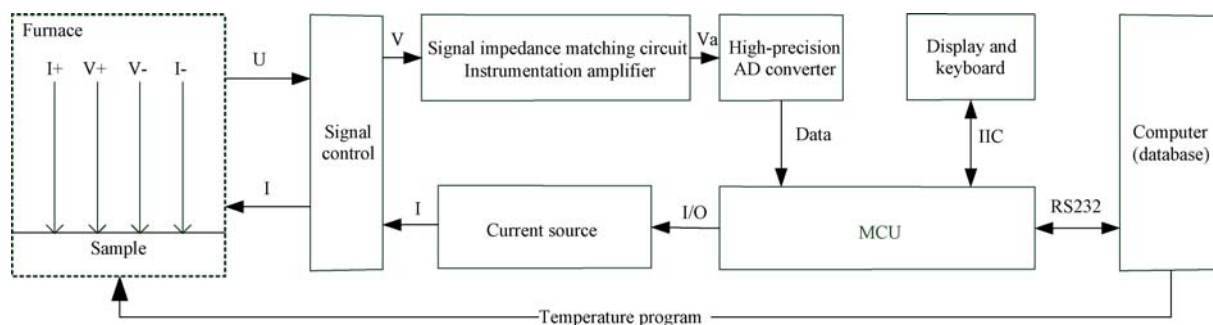 Furnace
I+ V+ V- I-
Sample
U
I
Signal
control
V
Signal impedance matching circuit
Instrumentation amplifier
Va
High-precision
AD converter
Display and
keyboard
Data
IIC
I
Current source
I/O
MCU
RS232
Computer
(database)
Temperature program